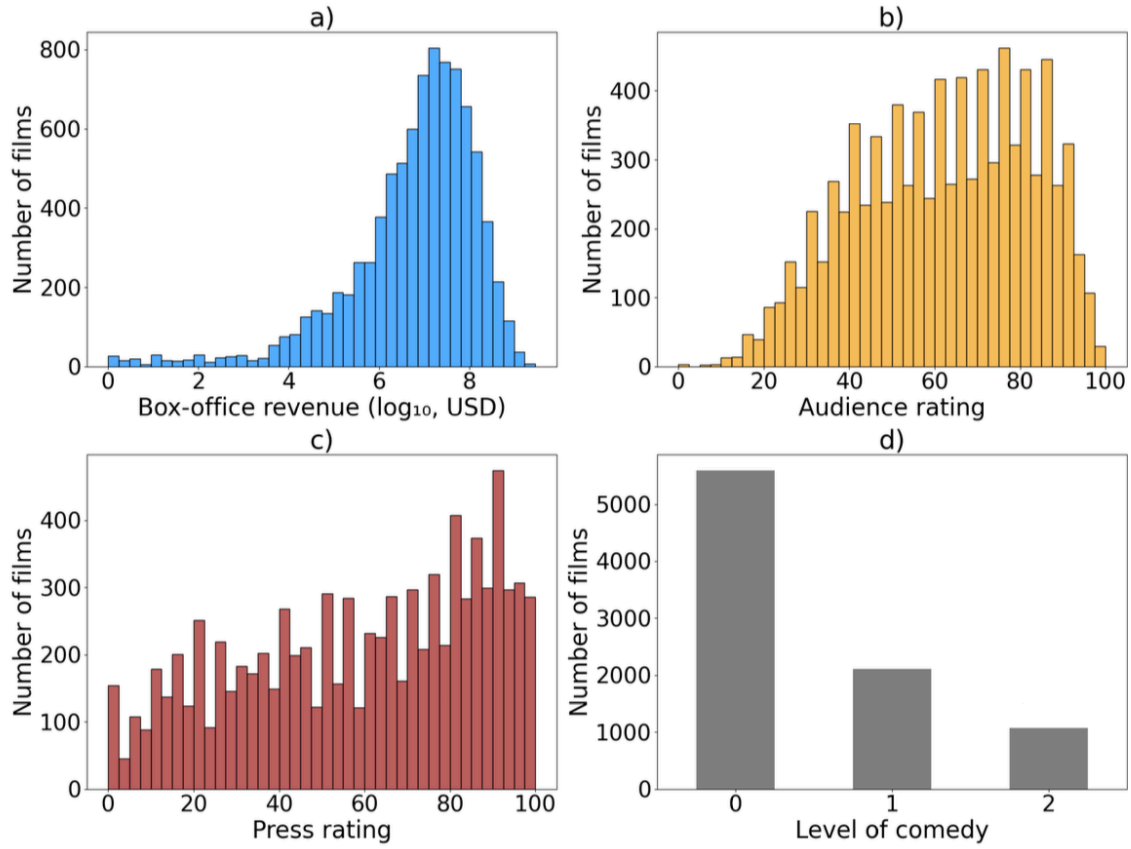 a)
800
600
400
200
0
Number of films
0 2 4 6 8
Box-office revenue (log₁₀, USD)
b)
400
300
200
100
0
Number of films
0 20 40 60 80 100
Audience rating
c)
400
300
200
100
0
Number of films
0 20 40 60 80 100
Press rating
d)
5000
4000
3000
2000
1000
0
Number of films
0 1 2
Level of comedy